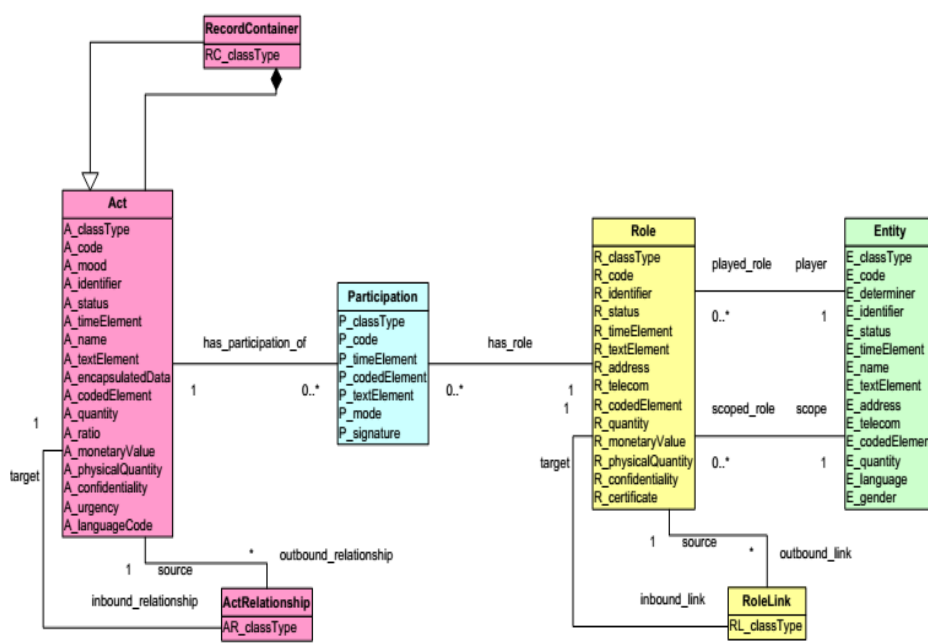 RecordContainer
RC_classType
Act
A_classType
A_code
A_mood
A_identifier
A_status
A_timeElement
A_name
A_textElement
A_encapsulatedData
A_codedElement
A_quantity
A_ratio
A_monetaryValue
A_physicalQuantity
A_confidentiality
A_urgency
A_languageCode
has_participation_of
1
0..*
Participation
P_classType
P_code
P_timeElement
P_codedElement
P_textElement
P_mode
P_signature
has_role
0..*
1
1
Role
R_classType
R_code
R_identifier
R_status
R_timeElement
R_textElement
R_address
R_telecom
R_codedElement
R_quantity
R_monetaryValue
R_physicalQuantity
R_confidentiality
R_certificate
played_role
player
0..*
1
scoped_role
scope
0..*
1
Entity
E_classType
E_code
E_determiner
E_identifier
E_status
E_timeElement
E_name
E_textElement
E_address
E_telecom
E_codedElemer
E_quantity
E_language
E_gender
1
target
1
source
*
outbound_relationship
inbound_relationship
ActRelationship
AR_classType
target
1
source
*
outbound_link
inbound_link
RoleLink
RL_classType